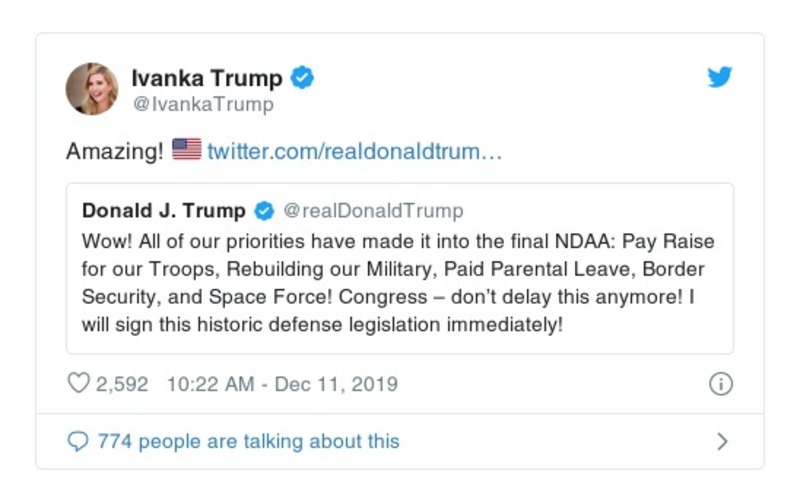 Ivanka Trump
@IvankaTrump
Amazing! 🇺🇸 twitter.com/realdonaldtrum…
Donald J. Trump @realDonaldTrump
Wow! All of our priorities have made it into the final NDAA: Pay Raise
for our Troops, Rebuilding our Military, Paid Parental Leave, Border
Security, and Space Force! Congress – don’t delay this anymore! I
will sign this historic defense legislation immediately!
2,592 10:22 AM - Dec 11, 2019
774 people are talking about this